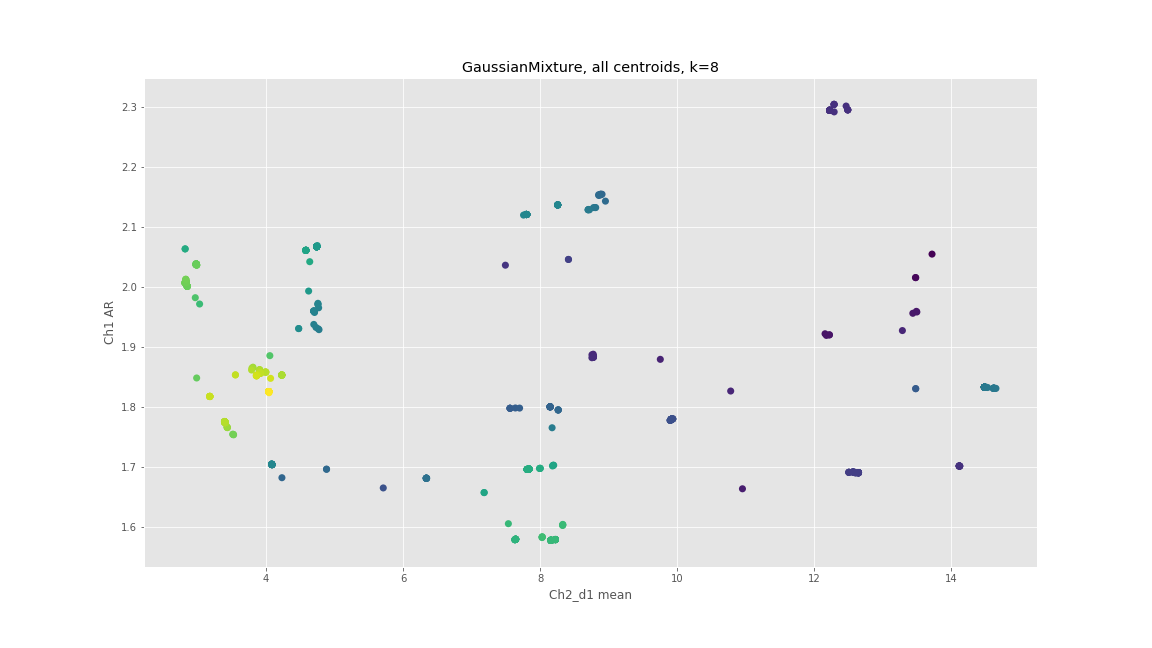 GaussianMixture, all centroids, k=8
Ch1 AR
2.3
2.2
2.1
2.0
1.9
1.8
1.7
1.6
4 6 8 10 12 14
Ch2_d1 mean